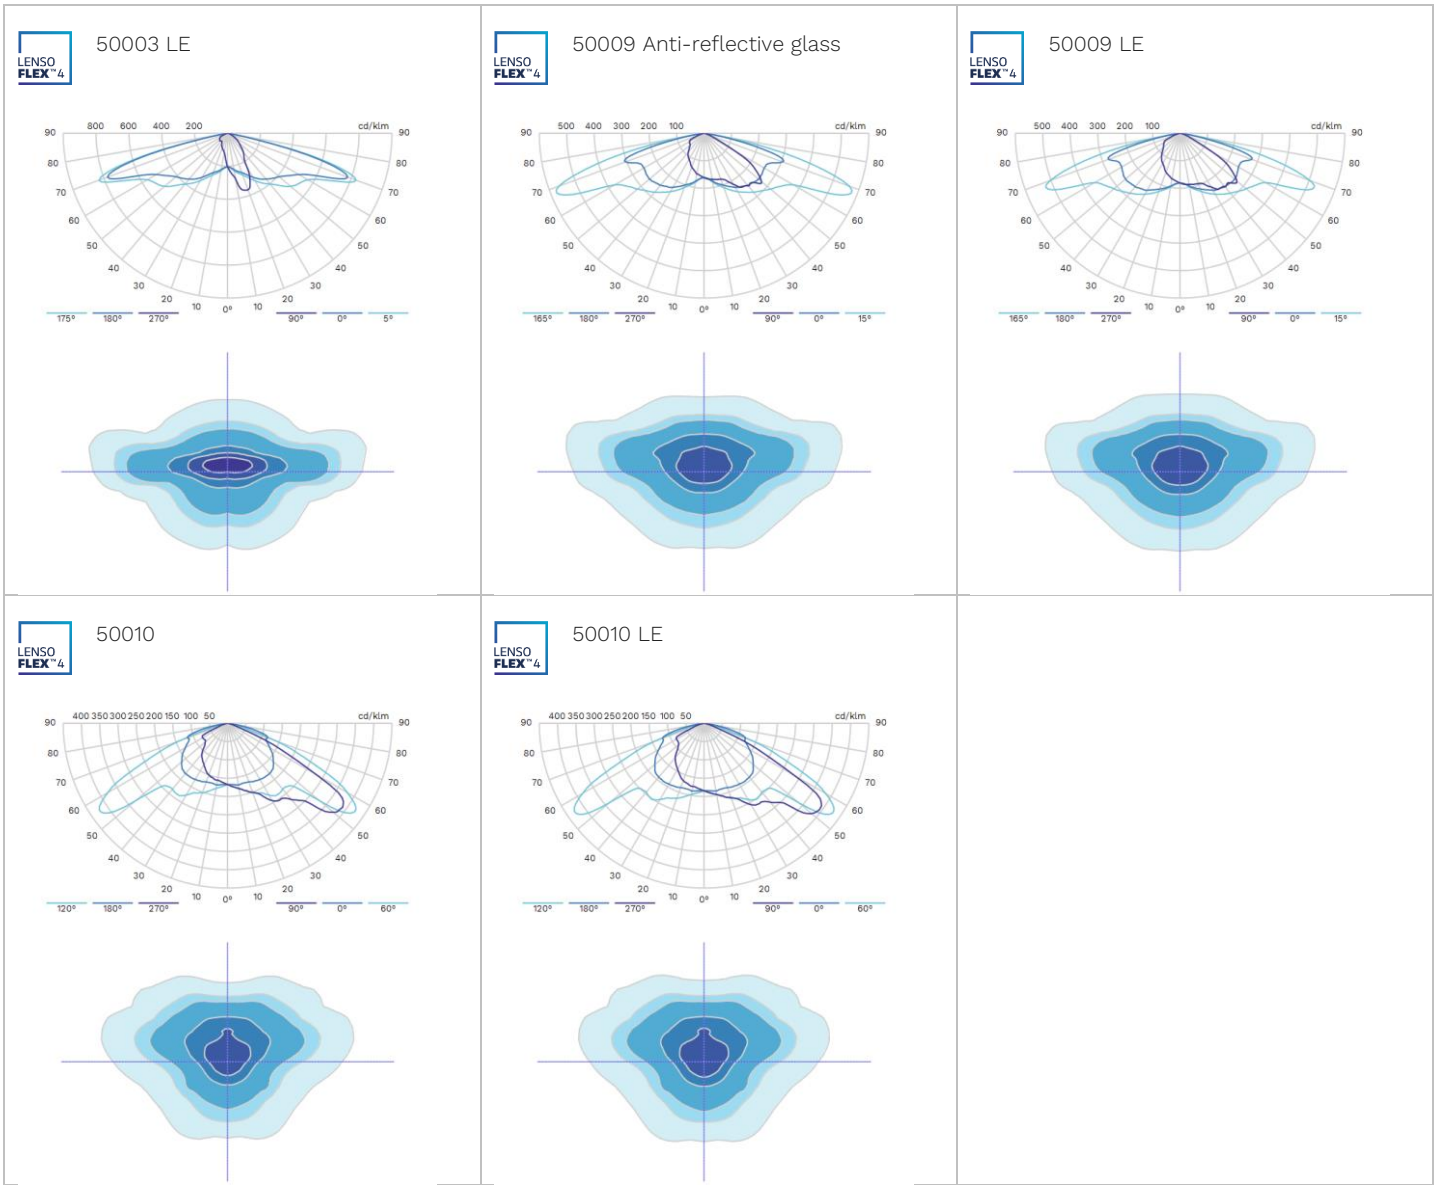 LENSO
FLEX™4
50003 LE
90 800 600 400 200 cd/klm 90
80 80
70 70
60 60
50 50
40 40
30 30
20 20
10 0° 10
175° 180° 270° 90° 0° 5°
LENSO
FLEX™4
50009 Anti-reflective glass
90 500 400 300 200 100 cd/klm 90
80 80
70 70
60 60
50 50
40 40
30 30
20 20
10 0° 10
165° 180° 270° 90° 0° 15°
LENSO
FLEX™4
50009 LE
90 500 400 300 200 100 cd/klm 90
80 80
70 70
60 60
50 50
40 40
30 30
20 20
10 0° 10
165° 180° 270° 90° 0° 15°
LENSO
FLEX™4
50010
90 400 350 300 250 200 150 100 50 cd/klm 90
80 80
70 70
60 60
50 50
40 40
30 30
20 20
10 0° 10
120° 180° 270° 90° 0° 60°
LENSO
FLEX™4
50010 LE
90 400 350 300 250 200 150 100 50 cd/klm 90
80 80
70 70
60 60
50 50
40 40
30 30
20 20
10 0° 10
120° 180° 270° 90° 0° 60°